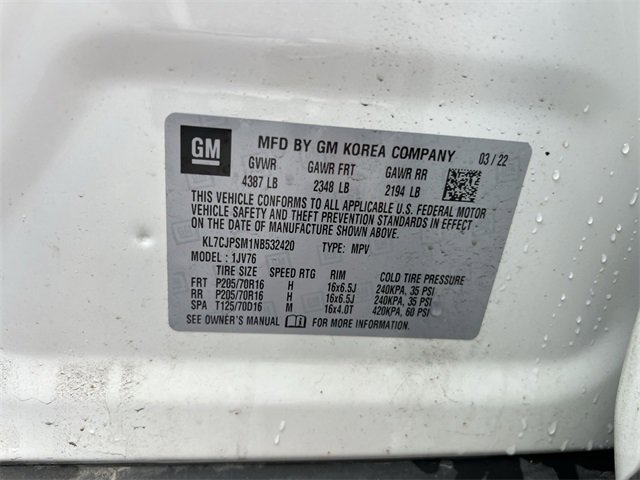 GM MFD BY GM KOREA COMPANY 03/22
GVWR GAWR FRT GAWR RR
4387 LB 2348 LB 2194 LB
THIS VEHICLE CONFORMS TO ALL APPLICABLE U.S. FEDERAL MOTOR
VEHICLE SAFETY AND THEFT PREVENTION STANDARDS IN EFFECT
ON THE DATE OF MANUFACTURE SHOWN ABOVE.
KL7CJPSM1NB532420 TYPE: MPV
MODEL : 1JV76
TIRE SIZE SPEED RTG RIM COLD TIRE PRESSURE
FRT P205/70R16 H 16x6.5J 240KPA, 35 PSI
RR P205/70R16 H 16x6.5J 240KPA, 35 PSI
SPA T125/70D16 M 16x4.0T 420KPA, 60 PSI
SEE OWNER'S MANUAL FOR MORE INFORMATION.